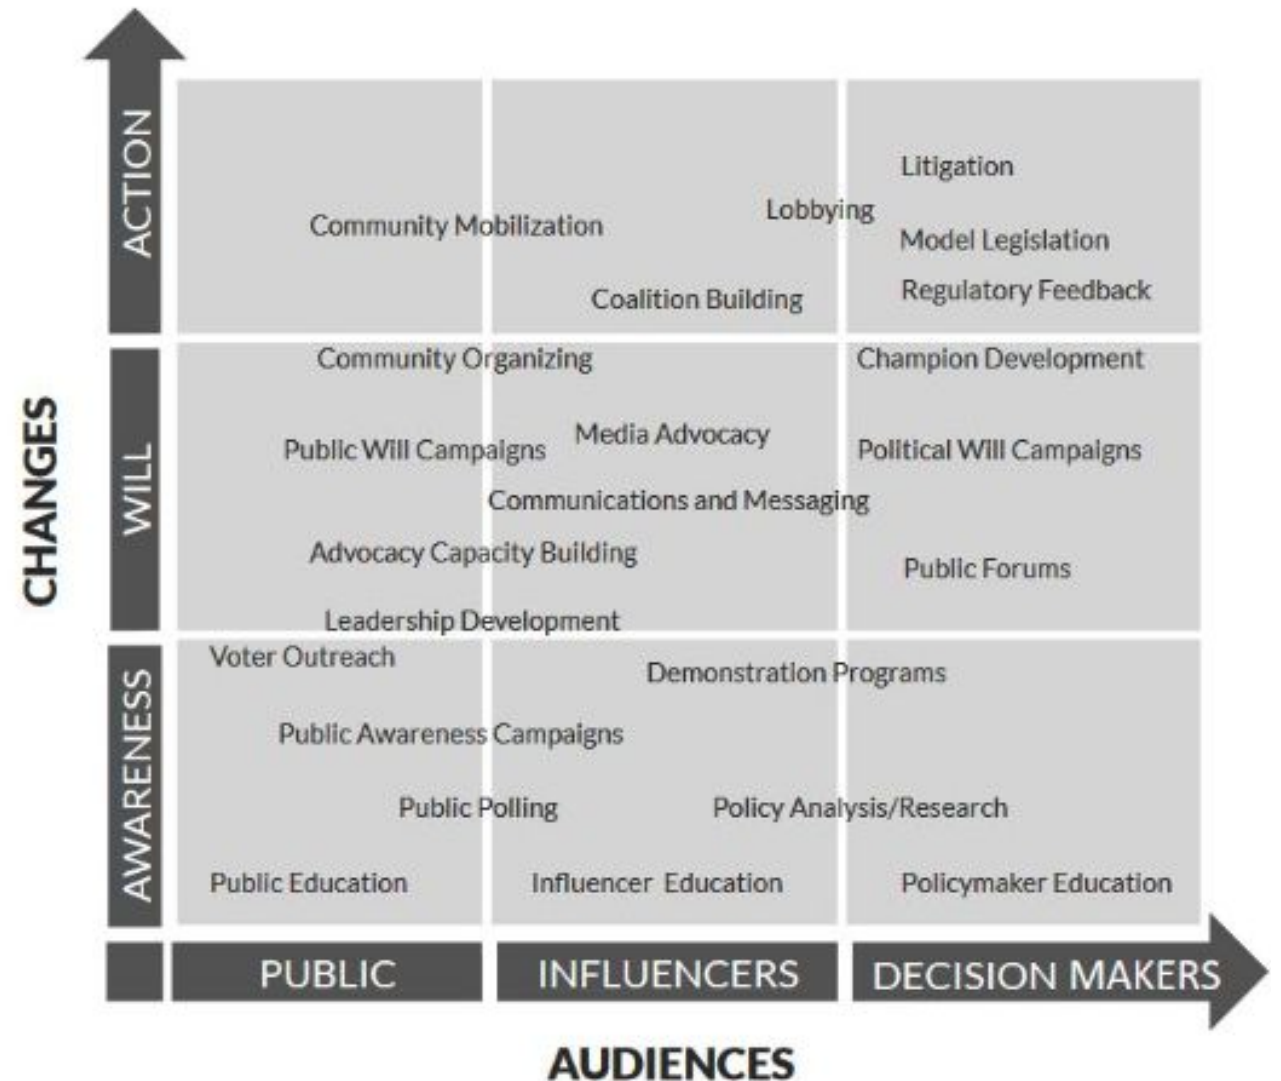 CHANGES
ACTION
Litigation
Lobbying
Community Mobilization
Model Legislation
Regulatory Feedback
Coalition Building
WILL
Community Organizing
Champion Development
Media Advocacy
Public Will Campaigns
Political Will Campaigns
Communications and Messaging
Advocacy Capacity Building
Public Forums
Leadership Development
AWARENESS
Voter Outreach
Demonstration Programs
Public Awareness Campaigns
Public Polling
Policy Analysis/Research
Public Education
Influencer Education
Policymaker Education
PUBLIC
INFLUENCERS
DECISION MAKERS
AUDIENCES